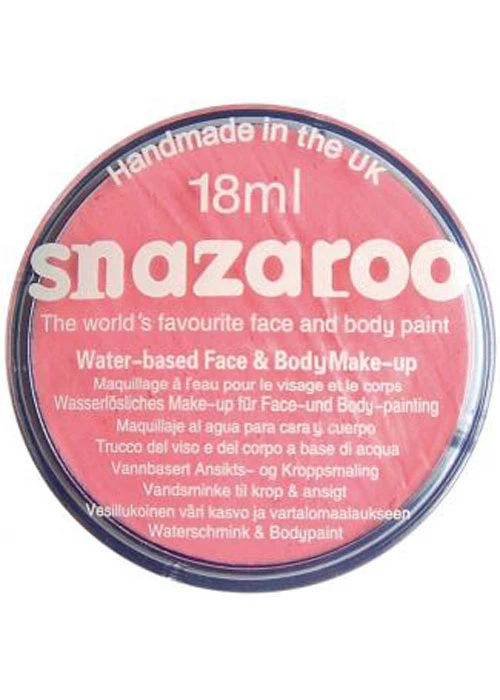 Handmade in the UK
18ml
snazaroo
The world's favourite face and body paint
Water-based Face & Body Make-up
Maquillage à l'eau pour le visage et le corps
Wasserlösliches Make-up für Face-und Body-painting
Maquillaje al agua para cara y cuerpo
Trucco del viso e del corpo a base di acqua
Vannbasert Ansikts- og Kroppsmaling
Vandsminke til krop & ansigt
Vesillukoinen väri kasvo ja vartalomaalaukseen
Waterschmink & Bodypaint